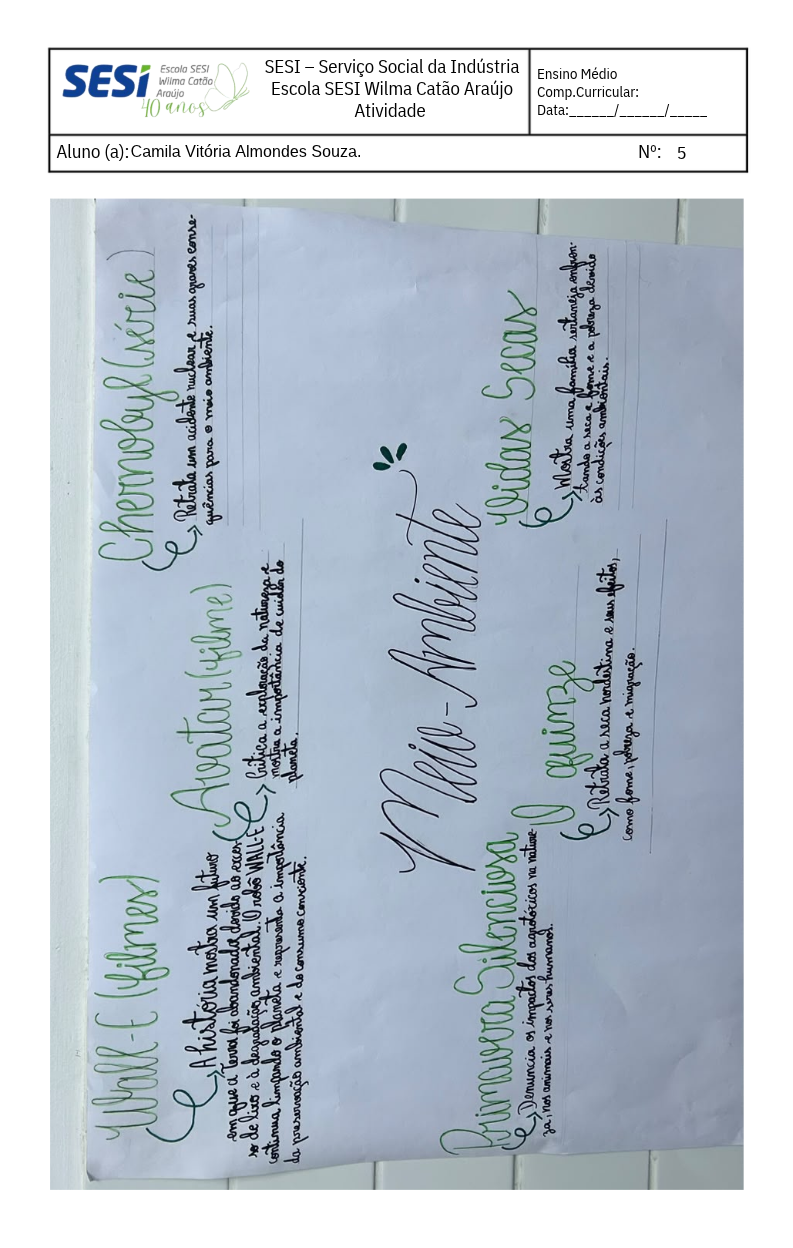 SESI
Escola SESI
Wilma Catão
Araújo
40 anos
SESI – Serviço Social da Indústria
Escola SESI Wilma Catão Araújo
Atividade
Ensino Médio
Comp.Curricular:
Data:______/______/_____
Aluno (a): Camila Vitória Almondes Souza.
Nº: 5
Wall-E (filmes)
A história mostra um futuro
em que a Terra foi abandonada devido ao exces
so de lixo e à degradação ambiental. O robô WALL-E
continua limpando o planeta e representa a importância
da preservação ambiental e do consumo consciente.
Avatar (filme)
Critica a exploração da natureza e
mostra a importância de cuidar do
planeta.
Chernobyl (série)
Retrata um acidente nuclear e suas graves conse-
quências para o meio ambiente.
Meio-Ambiente
Primavera Silenciosa
Denuncia os impactos dos agrotóxicos na nature-
za, nos animais e nos seres humanos.
O quinze
Retrata a seca nordestina e seus efeitos,
como fome, pobreza e migração.
Vidas Secas
Mostra uma família sertaneja enfren-
tando a seca e fome e a pobreza devido
às condições ambientais.